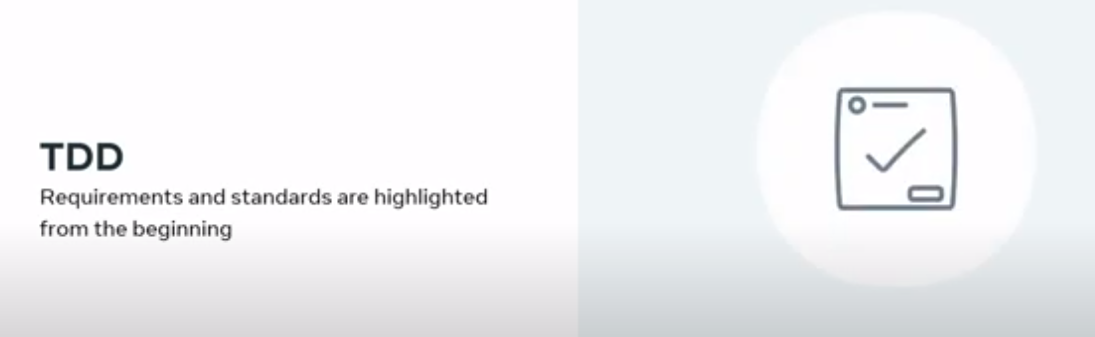 TDD
Requirements and standards are highlighted
from the beginning